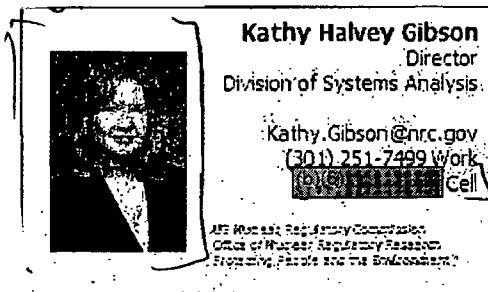 Kathy Halvey Gibson
Director
Division of Systems Analysis
Kathy.Gibson@nrc.gov
(301) 251-7499 Work
(b)(6) Cell
US Nuclear Regulatory Commission
Office of Nuclear Regulatory Research
Protecting People and the Environment